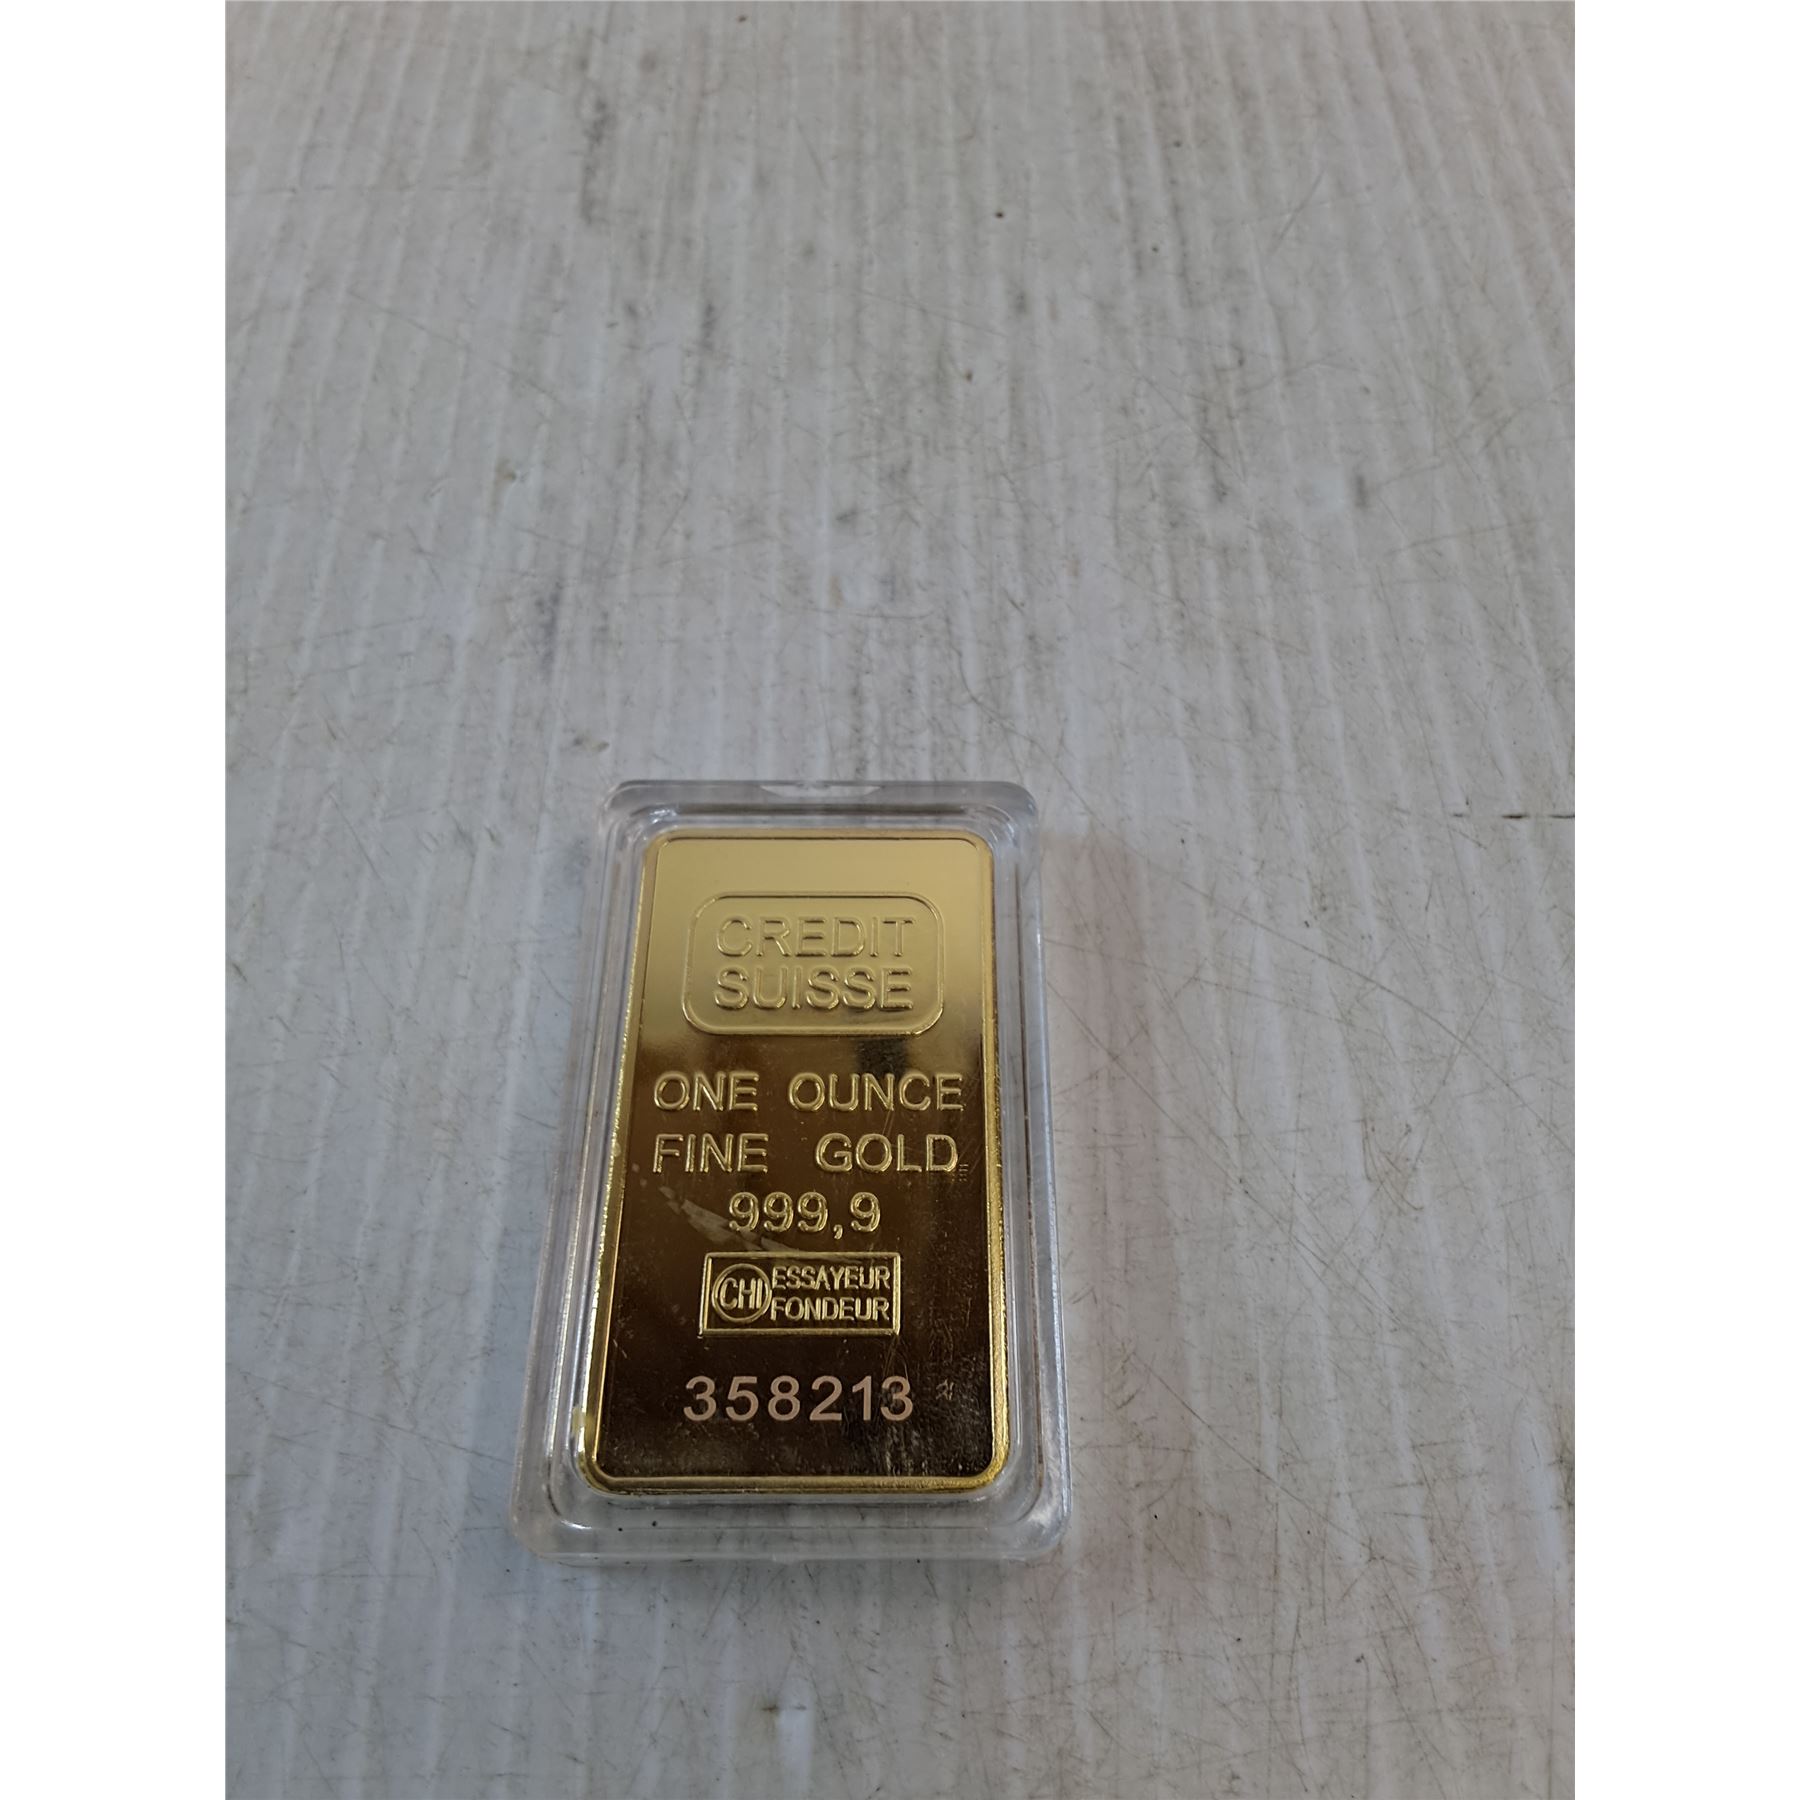 CREDIT
SUISSE
ONE OUNCE
FINE GOLD
999,9
CHI ESSAYEUR
FONDEUR
358213